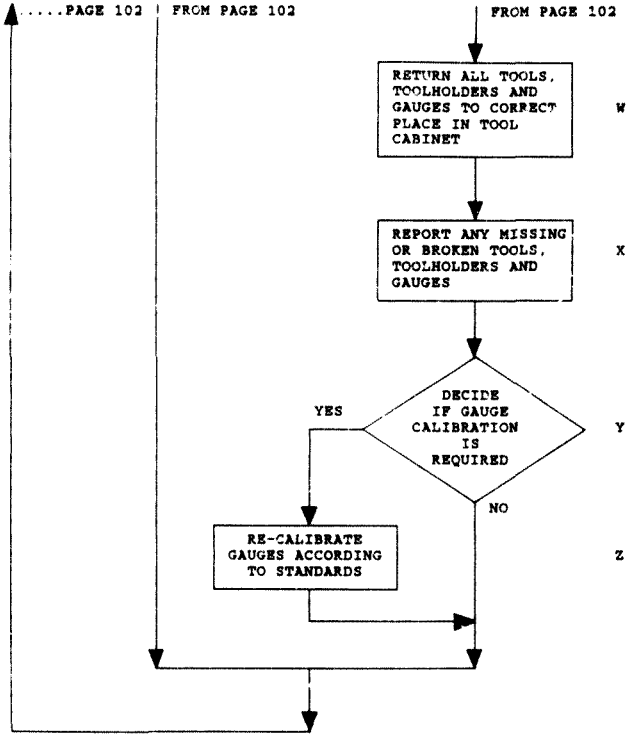 .....PAGE 102 FROM PAGE 102 FROM PAGE 102
RETURN ALL TOOLS,
TOOLHOLDERS AND
GAUGES TO CORRECT
PLACE IN TOOL
CABINET
W
REPORT ANY MISSING
OR BROKEN TOOLS,
TOOLHOLDERS AND
GAUGES
X
DECIDE
IF GAUGE
CALIBRATION
IS
REQUIRED
Y
YES
NO
RE-CALIBRATE
GAUGES ACCORDING
TO STANDARDS
Z